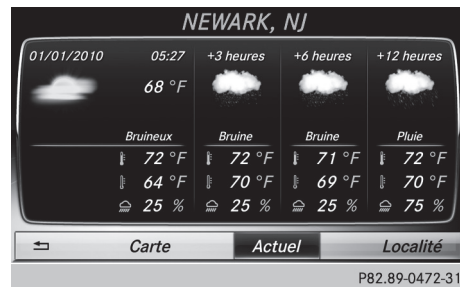 NEWARK, NJ
01/01/2010 05:27 +3 heures +6 heures +12 heures
68 °F
Bruineux Bruine Bruine Pluie
72 °F 72 °F 71 °F 72 °F
64 °F 70 °F 69 °F 70 °F
25 % 25 % 25 % 75 %
Carte Actuel Localité
P82.89-0472-31